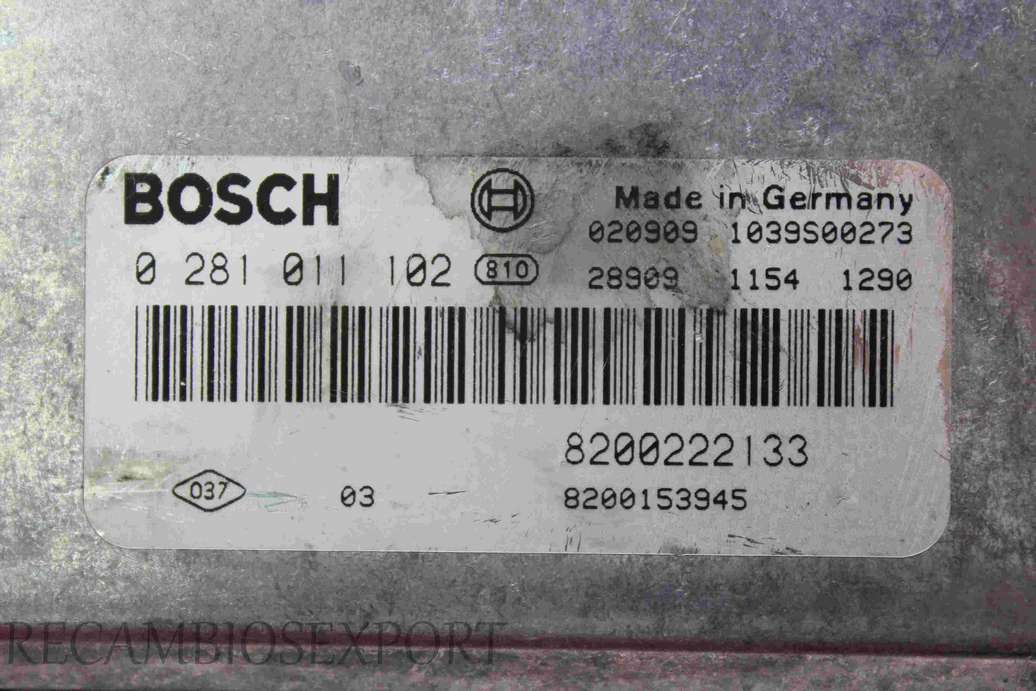 BOSCH
Made in Germany
020909 1039S00273
0 281 011 102 810
28909 1154 1290
8200222133
037 03
8200153945
RECAMBIOSEXPORT